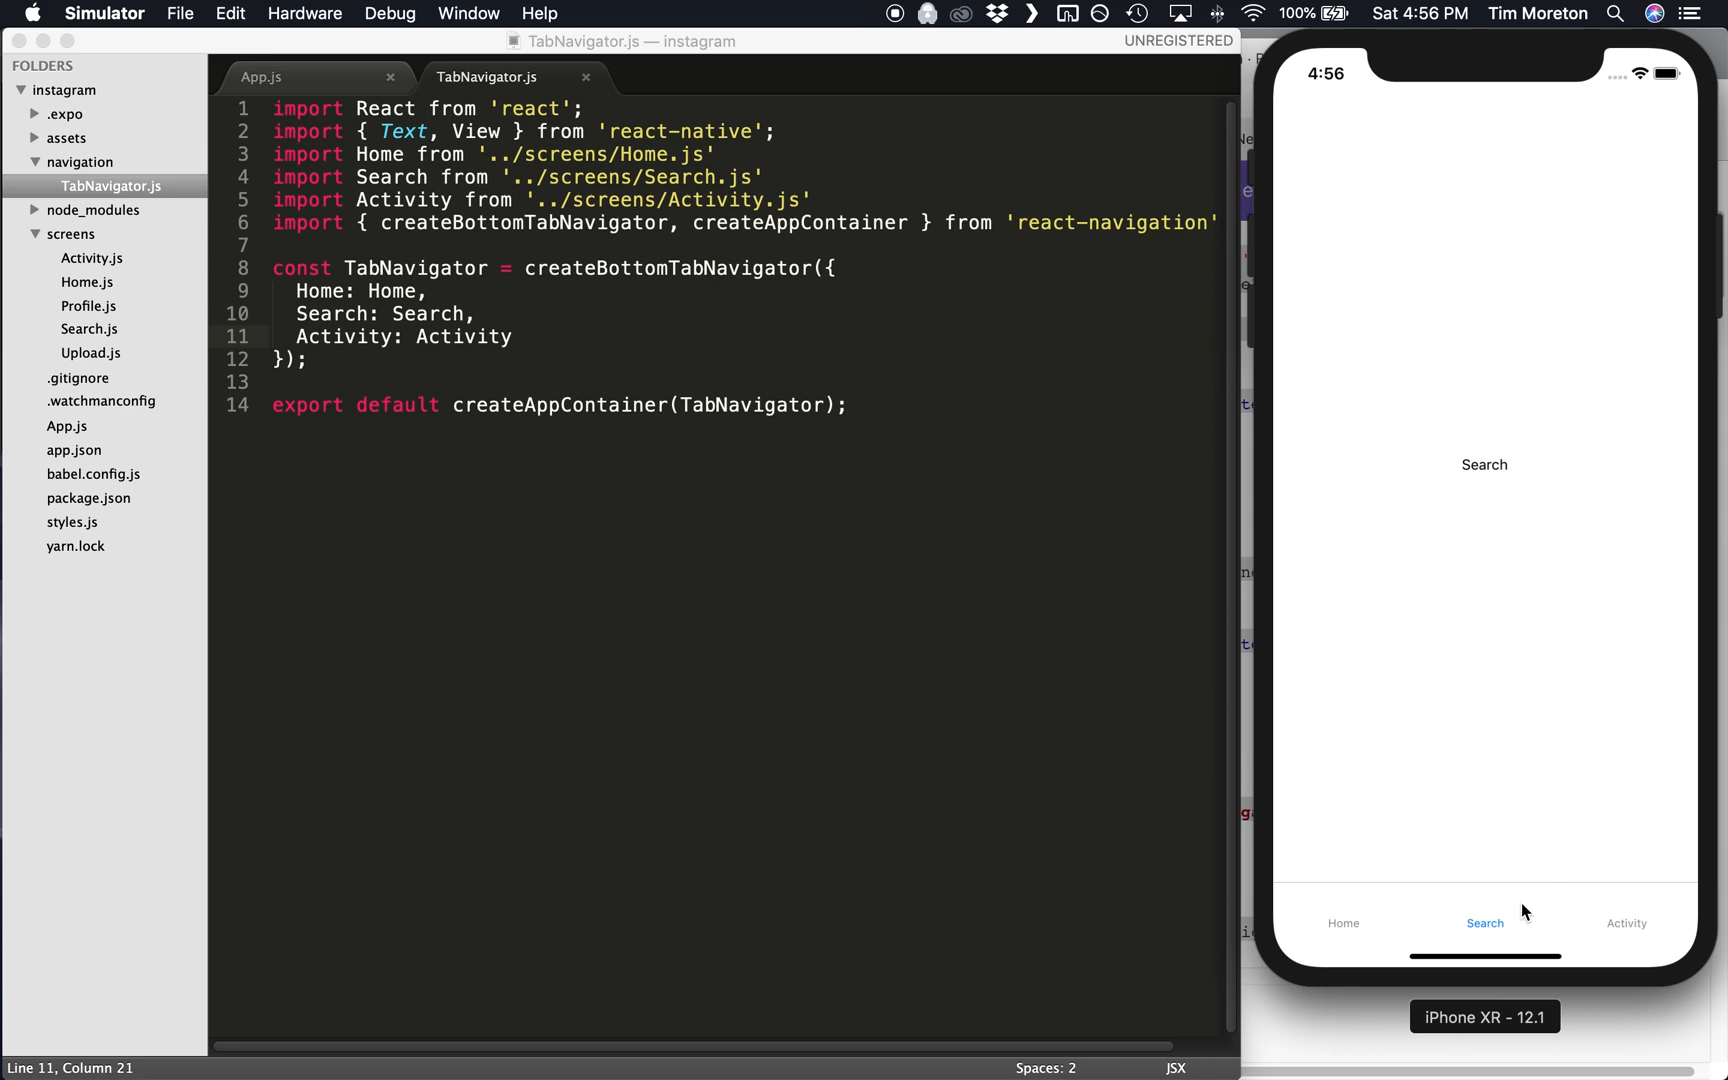 Simulator File Edit Hardware Debug Window Help 100% Sat 4:56 PM Tim Moreton
TabNavigator.js — instagram
UNREGISTERED
FOLDERS
instagram
.expo
assets
navigation
TabNavigator.js
node_modules
screens
Activity.js
Home.js
Profile.js
Search.js
Upload.js
.gitignore
.watchmanconfig
App.js
app.json
babel.config.js
package.json
styles.js
yarn.lock
App.js × TabNavigator.js ×
1 import React from 'react';
2 import { Text, View } from 'react-native';
3 import Home from '../screens/Home.js'
4 import Search from '../screens/Search.js'
5 import Activity from '../screens/Activity.js'
6 import { createBottomTabNavigator, createAppContainer } from 'react-navigation'
7
8 const TabNavigator = createBottomTabNavigator({
9 Home: Home,
10 Search: Search,
11 Activity: Activity
12 });
13
14 export default createAppContainer(TabNavigator);
Line 11, Column 21
Spaces: 2
JSX
4:56
Search
Home Search Activity
iPhone XR - 12.1